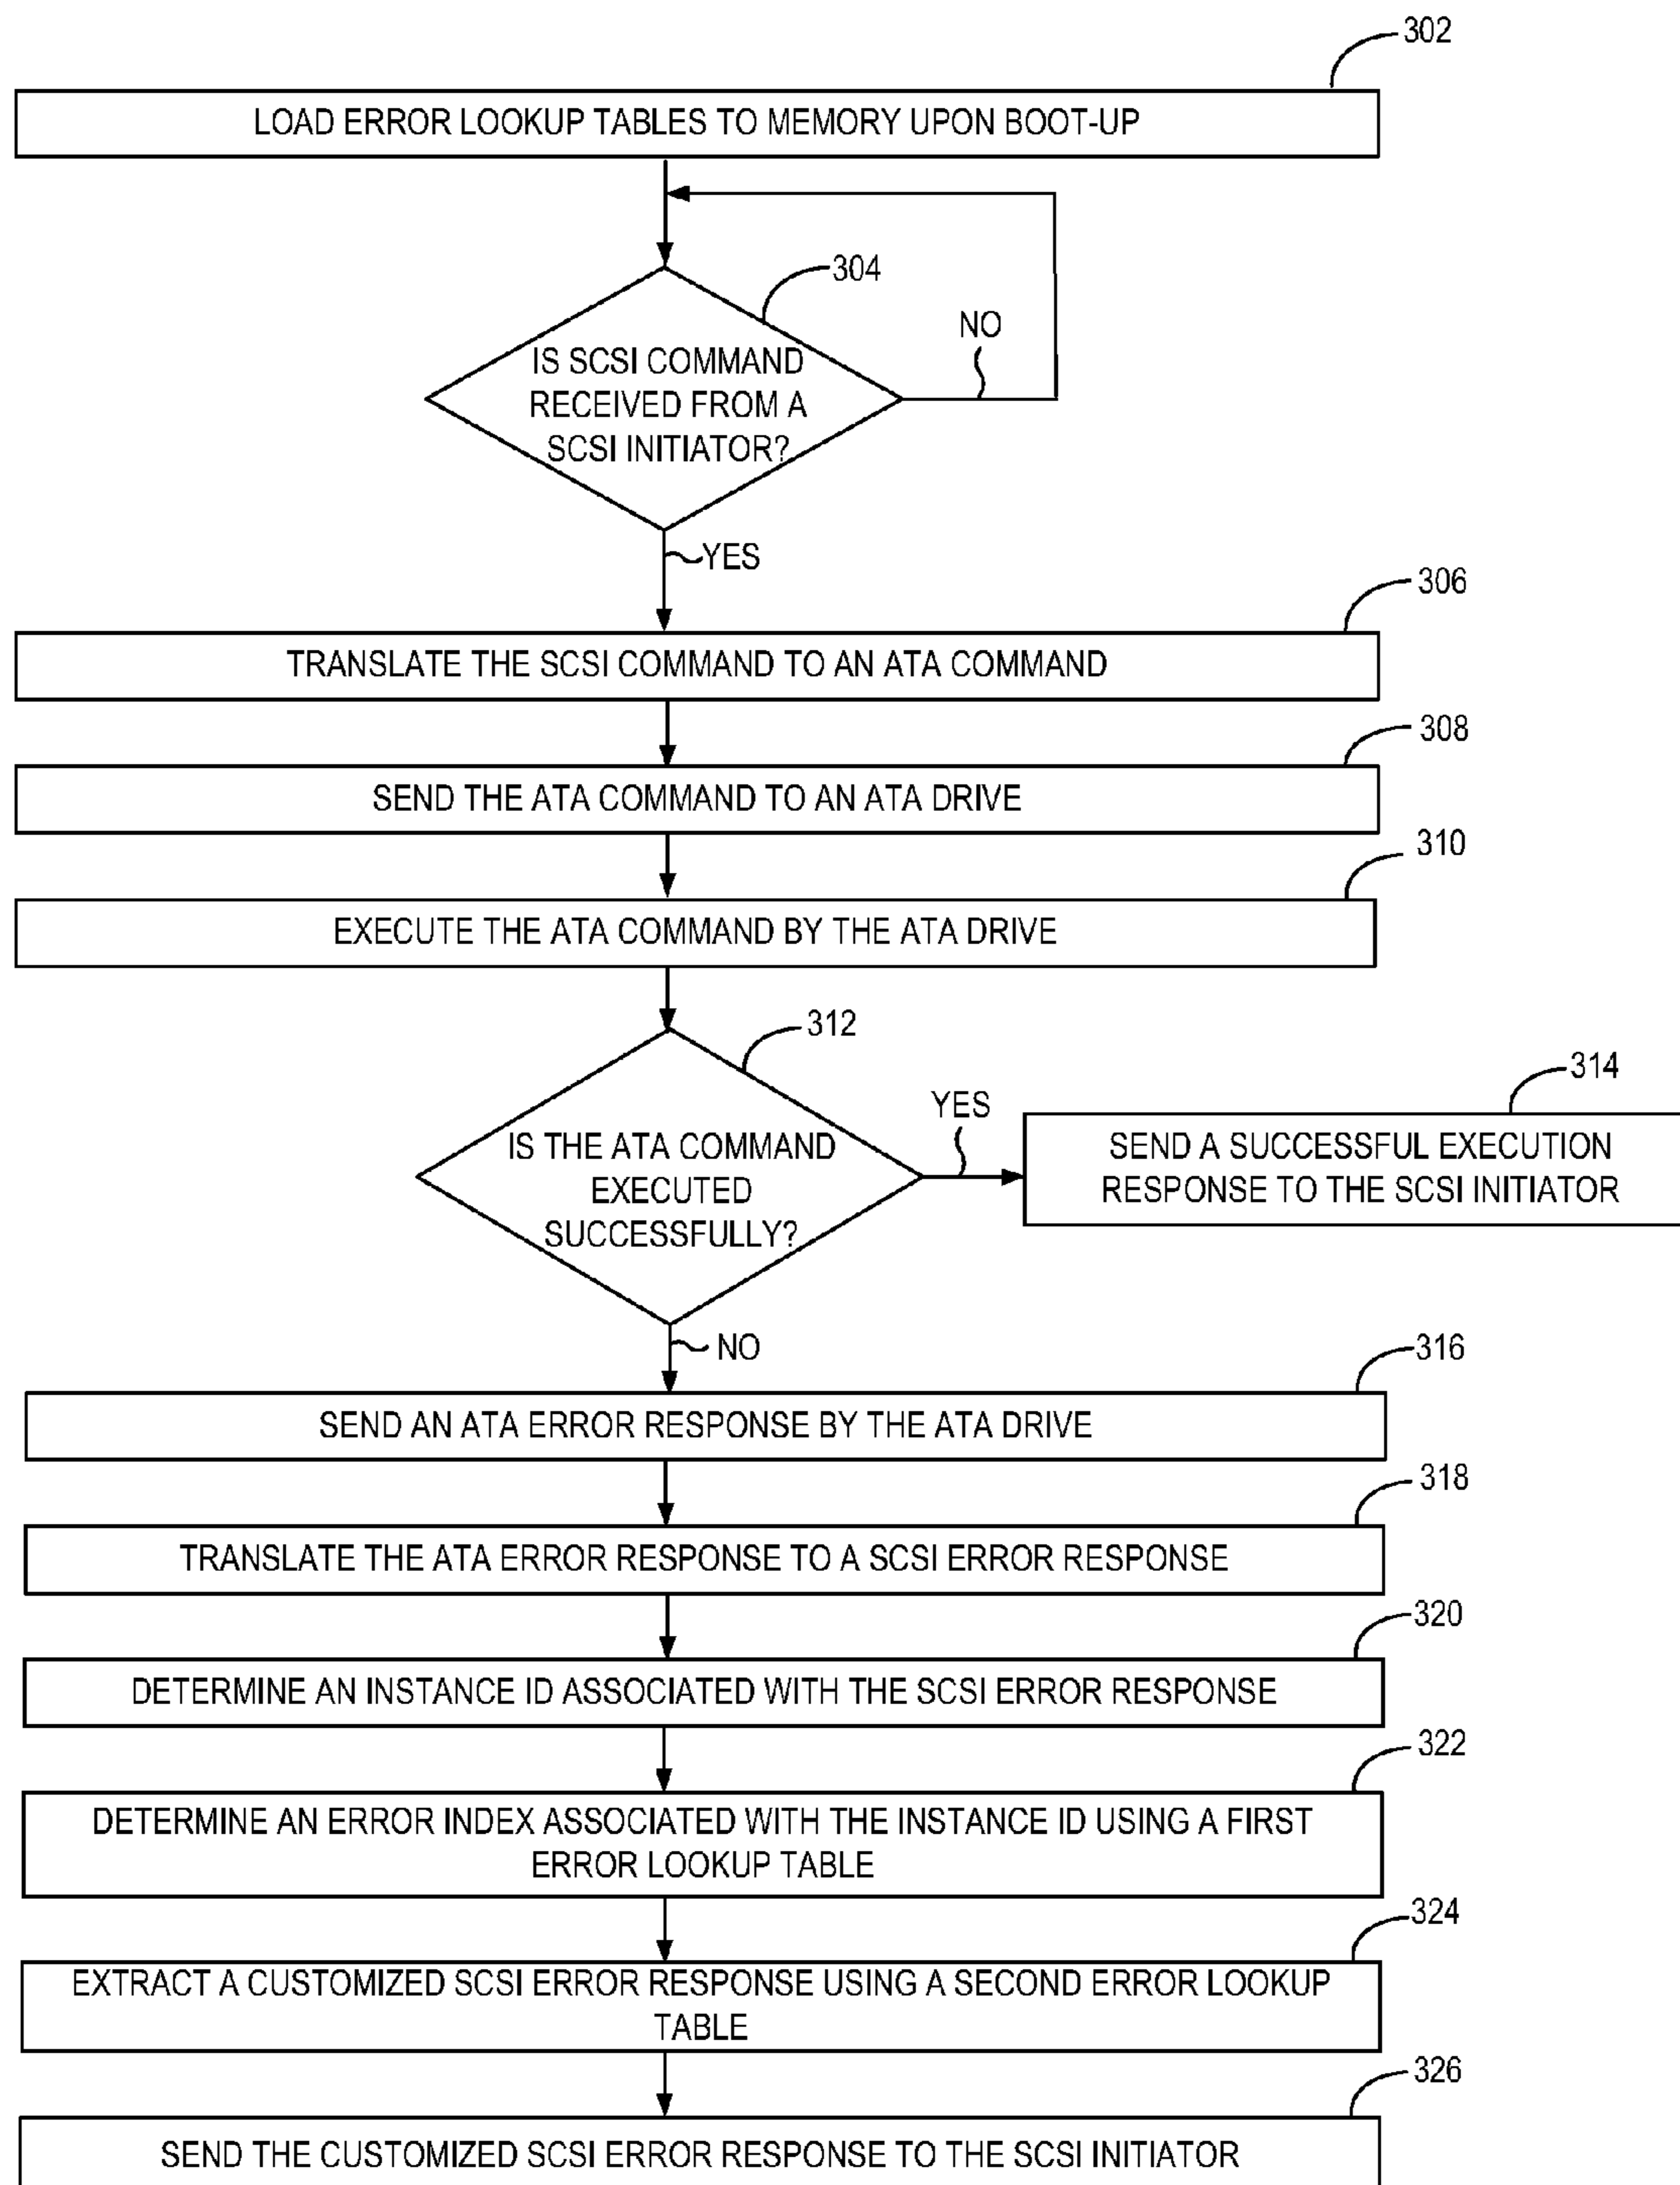 302
LOAD ERROR LOOKUP TABLES TO MEMORY UPON BOOT-UP
304
NO
IS SCSI COMMAND
RECEIVED FROM A
SCSI INITIATOR?
YES
306
TRANSLATE THE SCSI COMMAND TO AN ATA COMMAND
308
SEND THE ATA COMMAND TO AN ATA DRIVE
310
EXECUTE THE ATA COMMAND BY THE ATA DRIVE
312
IS THE ATA COMMAND
EXECUTED
SUCCESSFULLY?
YES
314
SEND A SUCCESSFUL EXECUTION
RESPONSE TO THE SCSI INITIATOR
NO
316
SEND AN ATA ERROR RESPONSE BY THE ATA DRIVE
318
TRANSLATE THE ATA ERROR RESPONSE TO A SCSI ERROR RESPONSE
320
DETERMINE AN INSTANCE ID ASSOCIATED WITH THE SCSI ERROR RESPONSE
322
DETERMINE AN ERROR INDEX ASSOCIATED WITH THE INSTANCE ID USING A FIRST
ERROR LOOKUP TABLE
324
EXTRACT A CUSTOMIZED SCSI ERROR RESPONSE USING A SECOND ERROR LOOKUP
TABLE
326
SEND THE CUSTOMIZED SCSI ERROR RESPONSE TO THE SCSI INITIATOR